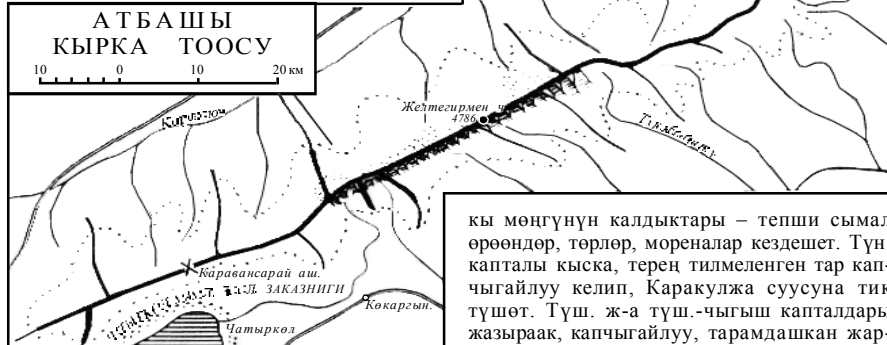 АТБАШЫ
КЫРКА ТООСУ
10 0 10 20 км
Желтегирмен ч
4786
Каравансарай аш.
ЗАКАЗНИГИ
Көкаргын.
Чатыркөл
кы мөңгүнүн калдыктары – тепши сымал
өрөөндөр, төрлөр, мореналар кездешет. Түн.
капталы кыска, терең тилмеленген тар кап-
чыгайлуу келип, Каракулжа суусуна тик
түшөт. Түш. ж-а түш.-чыгыш капталдары
жазыраак, капчыгайлуу, тарамдашкан жар-